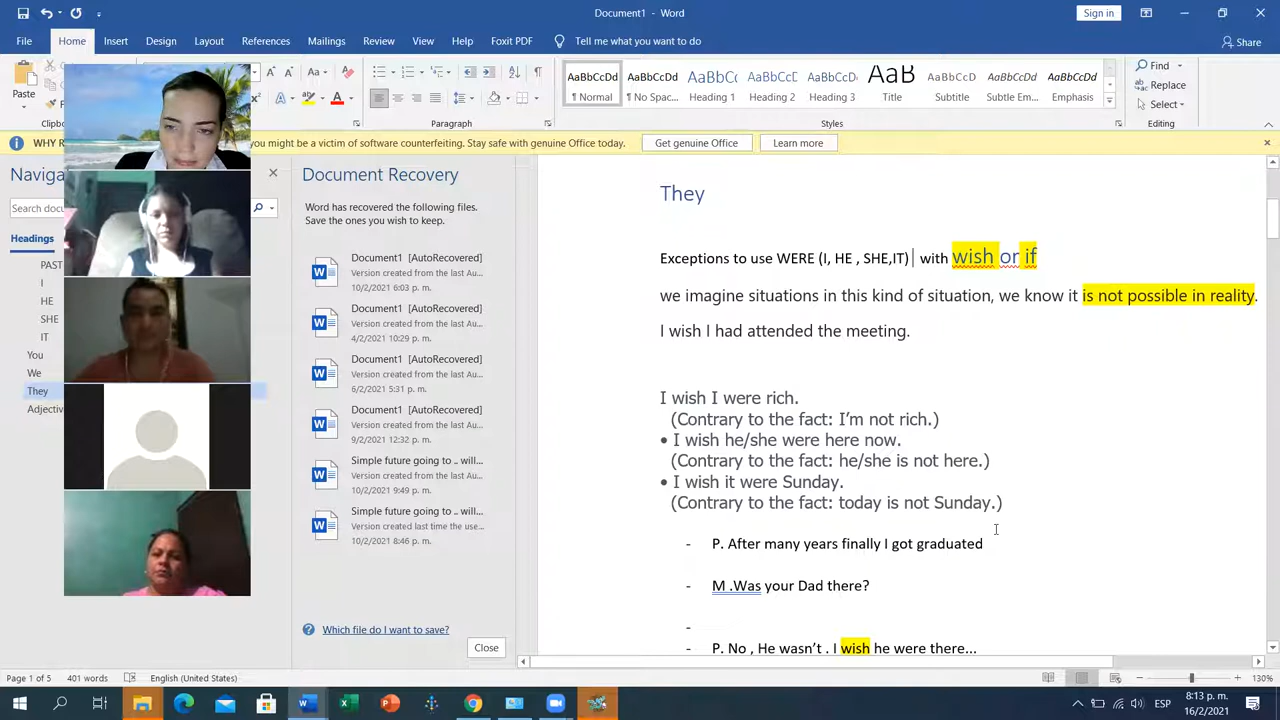 Document1 - Word
Sign in
File Home Insert Design Layout References Mailings Review View Help Foxit PDF Tell me what you want to do
Paste
AaBbCcDd AaBbCcDd AaBbC AaBbCcC AaBbCcD AaB AaBbCcD AaBbCcDd AaBbCcDd
¶ Normal ¶ No Spac... Heading 1 Heading 2 Heading 3 Title Subtitle Subtle Em... Emphasis
Find
Replace
Select
Paragraph Styles Editing
you might be a victim of software counterfeiting. Stay safe with genuine Office today. Get genuine Office Learn more
Headings
PAST
I
HE
SHE
IT
You
We
They
Document Recovery
Word has recovered the following files.
Save the ones you wish to keep.
Document1 [AutoRecovered]
Version created from the last Au...
10/2/2021 6:03 p. m.
Document1 [AutoRecovered]
Version created from the last Au...
4/2/2021 10:29 p. m.
Document1 [AutoRecovered]
Version created from the last Au...
6/2/2021 5:31 p. m.
Document1 [AutoRecovered]
Version created from the last Au...
9/2/2021 12:32 p. m.
Simple future going to .. will...
Version created from the last Au...
10/2/2021 9:49 p. m.
Simple future going to .. will...
Version created last time the use...
10/2/2021 8:46 p. m.
Which file do I want to save?
Close
They
Exceptions to use WERE (I, HE , SHE,IT) with wish or if
we imagine situations in this kind of situation, we know it is not possible in reality.
I wish I had attended the meeting.
I wish I were rich.
(Contrary to the fact: I’m not rich.)
• I wish he/she were here now.
(Contrary to the fact: he/she is not here.)
• I wish it were Sunday.
(Contrary to the fact: today is not Sunday.)
- P. After many years finally I got graduated
- M .Was your Dad there?
-
- P. No , He wasn’t . I wish he were there...
Page 1 of 5 401 words English (United States) 130%
ESP
8:13 p. m.
16/2/2021